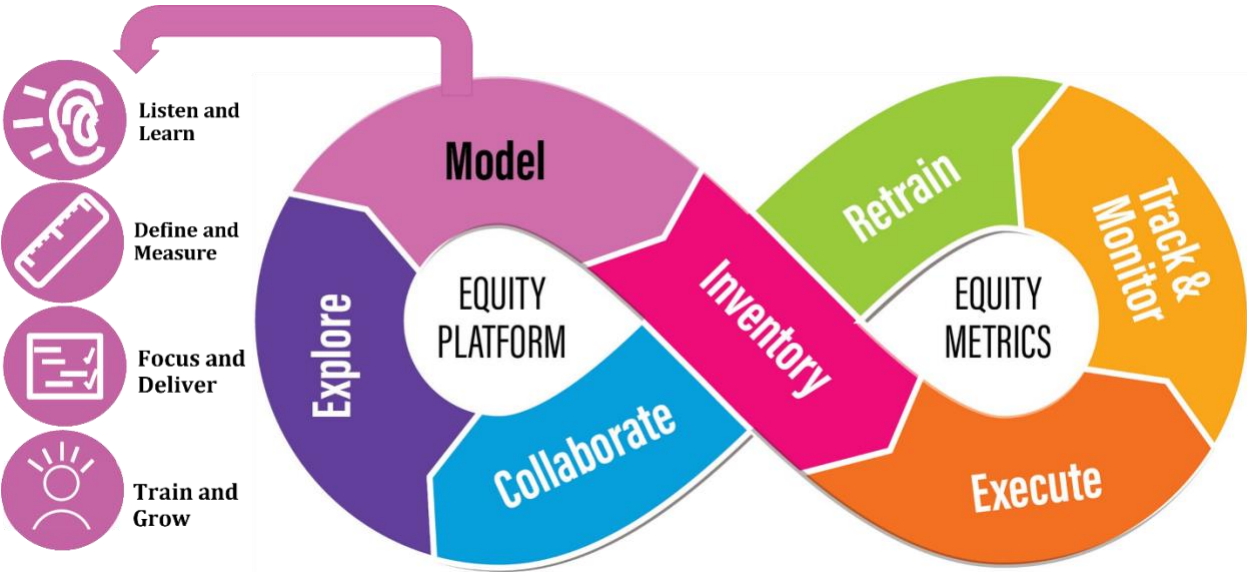 Listen and
Learn
Define and
Measure
Focus and
Deliver
Train and
Grow
Model
Explore
EQUITY
PLATFORM
Collaborate
Inventory
Retrain
Track &
Monitor
EQUITY
METRICS
Execute